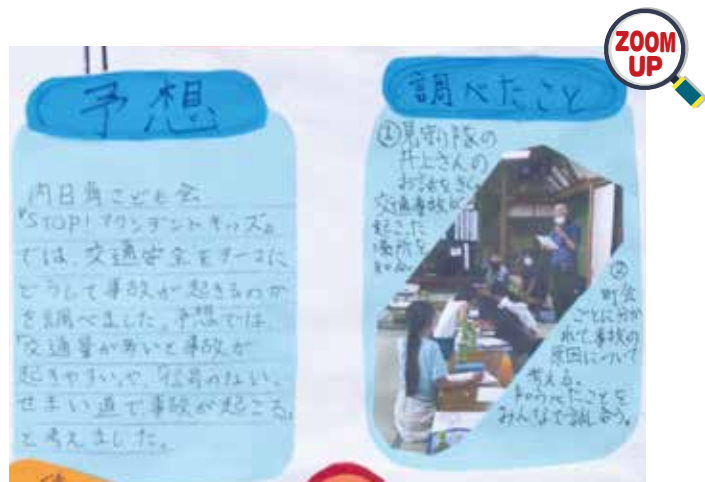 ZOOM
UP
予想
内日角こども会
"STOP!アクシデントキッズ"
では、交通安全をテーマに
どうして事故が起きるのか
を調べました。予想では、
「交通量が多いと事故が
起きやすい」や、「信号のない、
せまい道で事故が起こる」
と考えました。
調べたこと
①見守り隊の
井上さんの
お話をきく
交通事故が
起こった
場所を
②
町会
ごとに分か
れて事故の
原因について
考える。
調べたことを
みんなで話し合う。